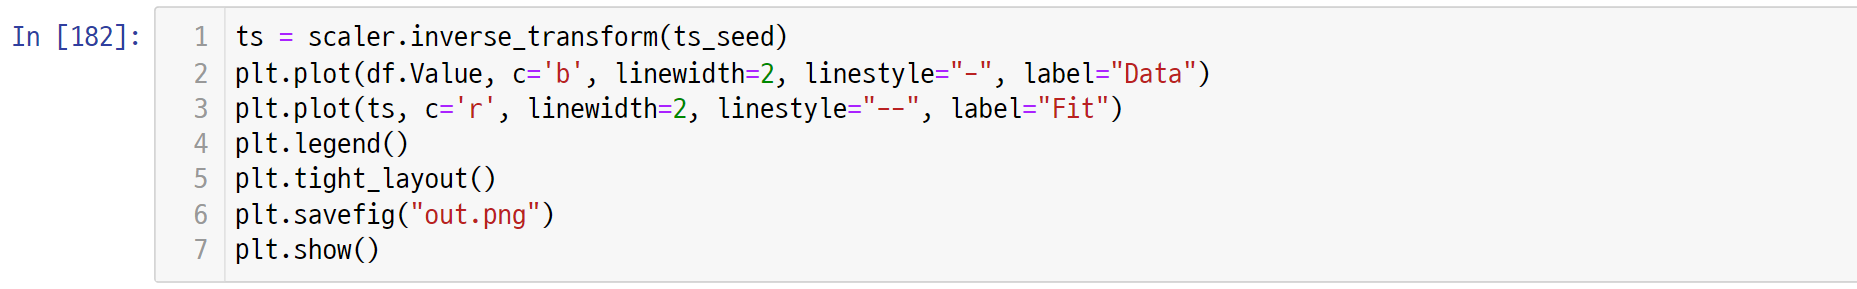 In [182]:
1 ts = scaler.inverse_transform(ts_seed)
2 plt.plot(df.Value, c='b', linewidth=2, linestyle="-", label="Data")
3 plt.plot(ts, c='r', linewidth=2, linestyle="--", label="Fit")
4 plt.legend()
5 plt.tight_layout()
6 plt.savefig("out.png")
7 plt.show()